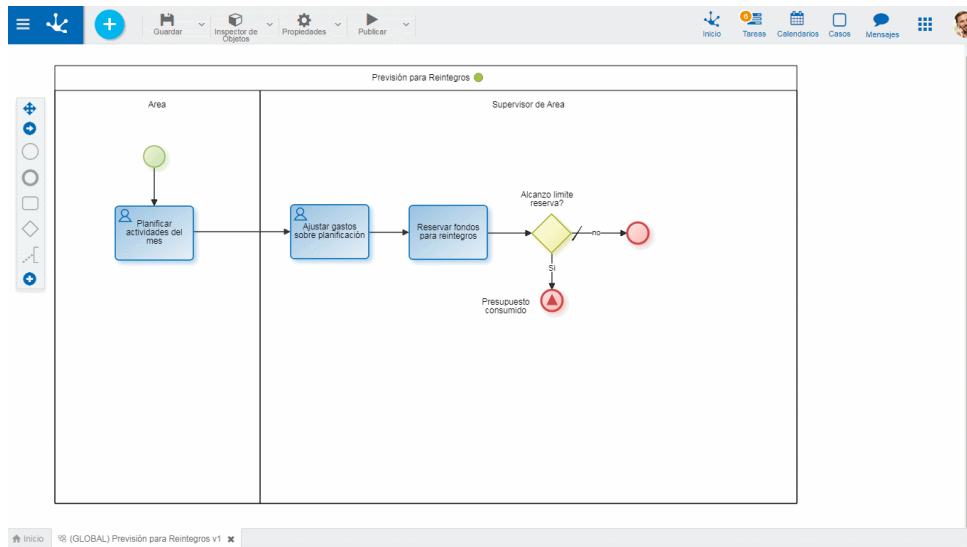 Guardar
Inspector de
Objetos
Propiedades
Publicar
Inicio
6
Tareas
Calendarios
Casos
Mensajes
Previsión para Reintegros
Area
Supervisor de Area
Planificar
actividades del
mes
Ajustar gastos
sobre planificación
Reservar fondos
para reintegros
Alcanzo limite
reserva?
no
Si
Presupuesto
consumido
Inicio
(GLOBAL) Previsión para Reintegros v1